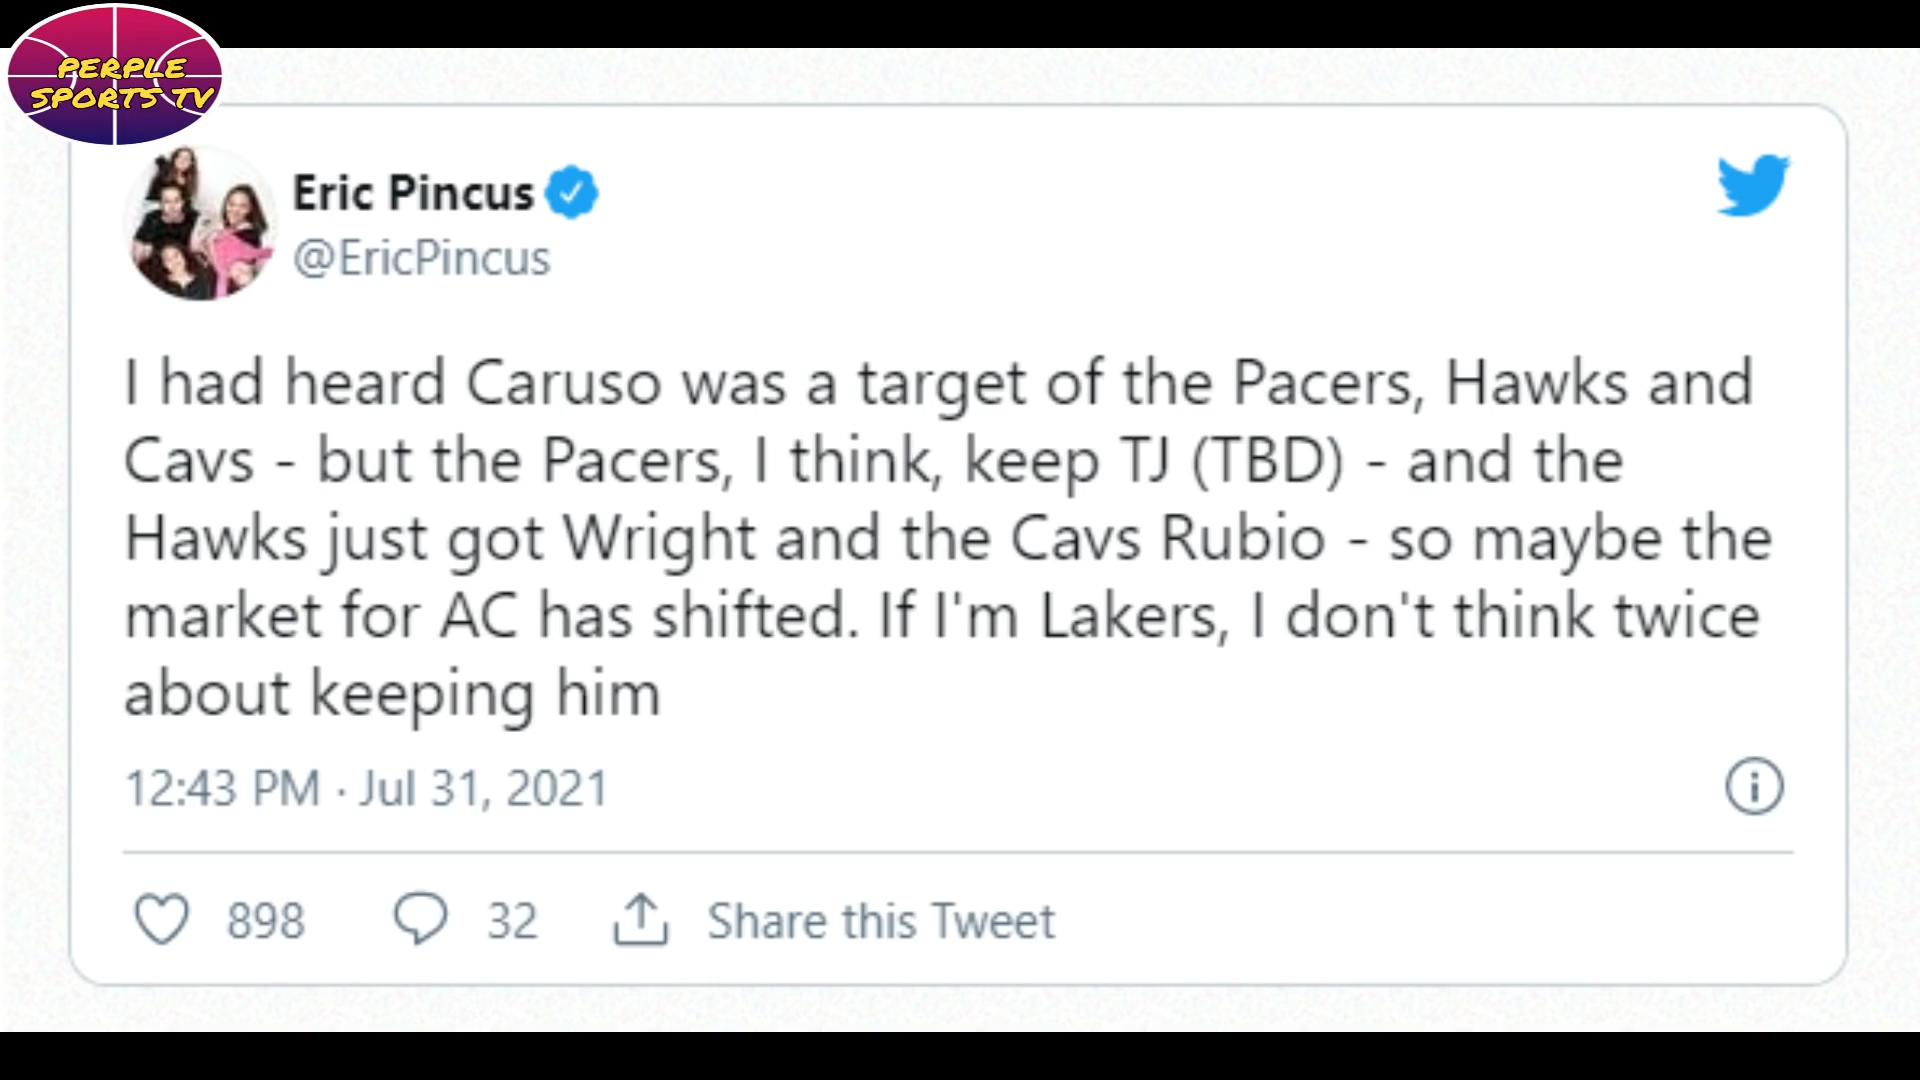 PERPLE
SPORTS TV
Eric Pincus
@EricPincus
I had heard Caruso was a target of the Pacers, Hawks and
Cavs - but the Pacers, I think, keep TJ (TBD) - and the
Hawks just got Wright and the Cavs Rubio - so maybe the
market for AC has shifted. If I'm Lakers, I don't think twice
about keeping him
12:43 PM · Jul 31, 2021
898 32 Share this Tweet